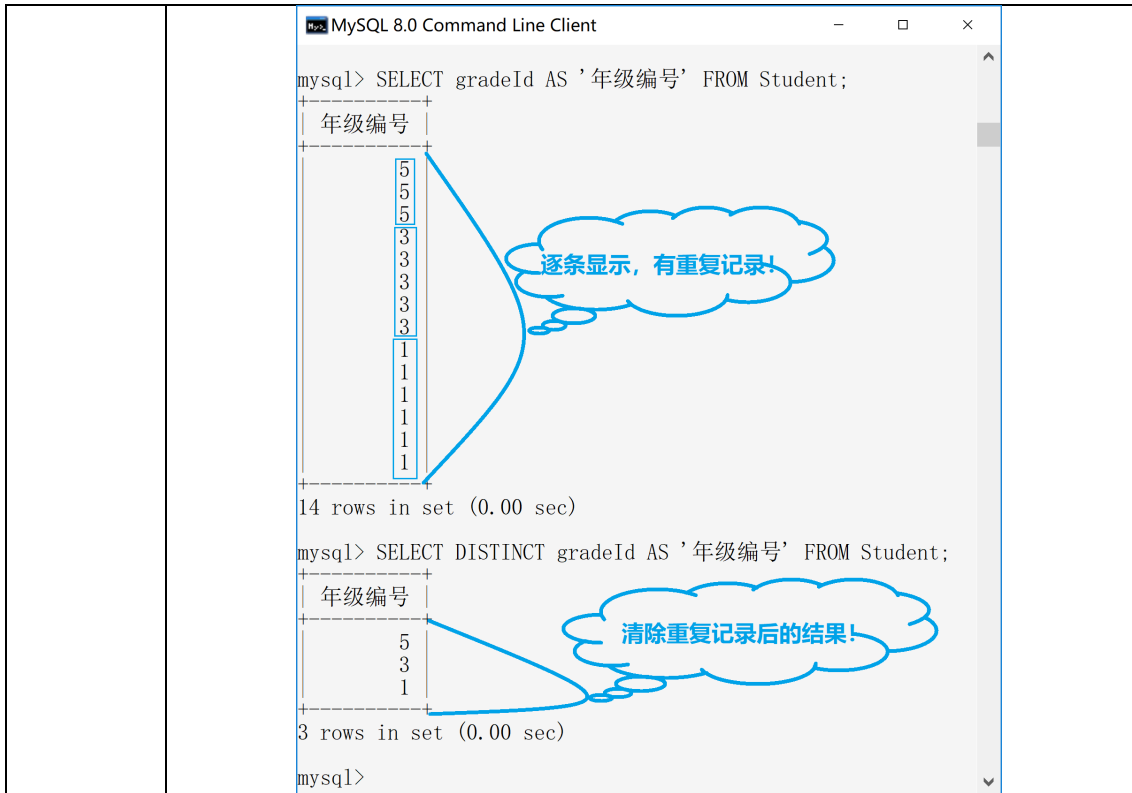 MySQL 8.0 Command Line Client
mysql> SELECT gradeId AS '年级编号' FROM Student;
+----------+
| 年级编号 |
+----------+
5
5
5
3
3
3
3
3
1
1
1
1
1
1
+----------+
逐条显示，有重复记录！
14 rows in set (0.00 sec)
mysql> SELECT DISTINCT gradeId AS '年级编号' FROM Student;
+----------+
| 年级编号 |
+----------+
5
3
1
+----------+
清除重复记录后的结果！
3 rows in set (0.00 sec)
mysql>